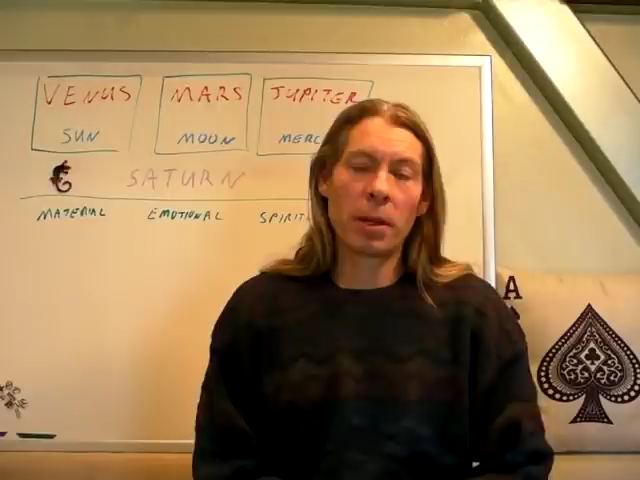 VENUS MARS JUPITER
SUN MOON
SATURN
MATERIAL EMOTIONAL
A